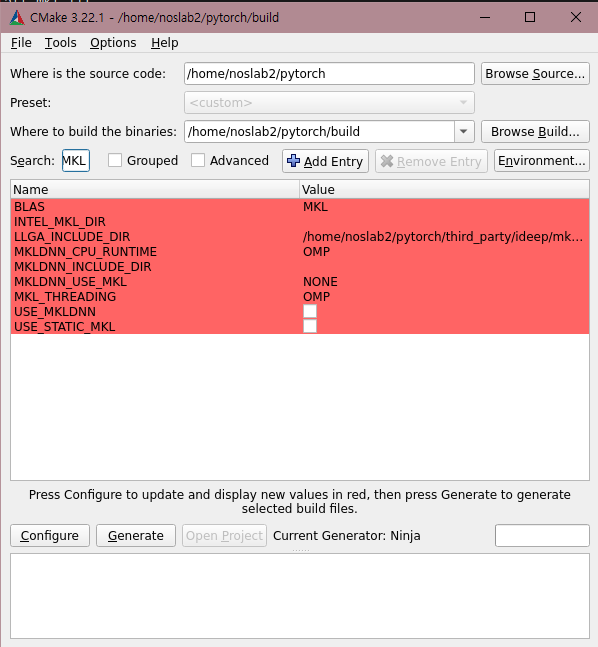 CMake 3.22.1 - /home/noslab2/pytorch/build
File Tools Options Help
Where is the source code: /home/noslab2/pytorch Browse Source...
Preset: <custom>
Where to build the binaries: /home/noslab2/pytorch/build Browse Build...
Search: MKL Grouped Advanced Add Entry Remove Entry Environment...
Name Value
BLAS MKL
INTEL_MKL_DIR
LLGA_INCLUDE_DIR /home/noslab2/pytorch/third_party/ideep/mk...
MKLDNN_CPU_RUNTIME OMP
MKLDNN_INCLUDE_DIR
MKLDNN_USE_MKL NONE
MKL_THREADING OMP
USE_MKLDNN
USE_STATIC_MKL
Press Configure to update and display new values in red, then press Generate to generate
selected build files.
Configure Generate Open Project Current Generator: Ninja